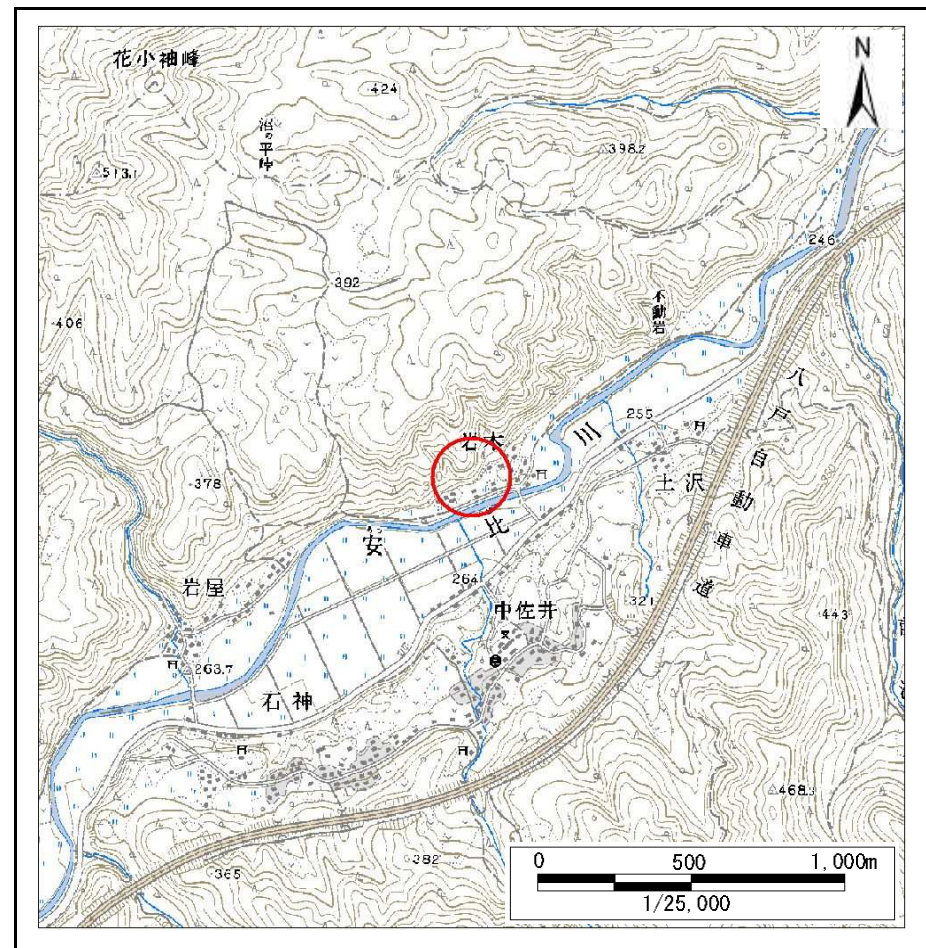 花小袖峰
N
424
沼の平峠
398.2
513.1
246
392
不動岩
406
八戸自動車道
255
岩木
川
土沢
378
比
安
264
岩屋
中佐井
321
443
263.7
石神
468.3
382
365
0 500 1,000m
1/25,000